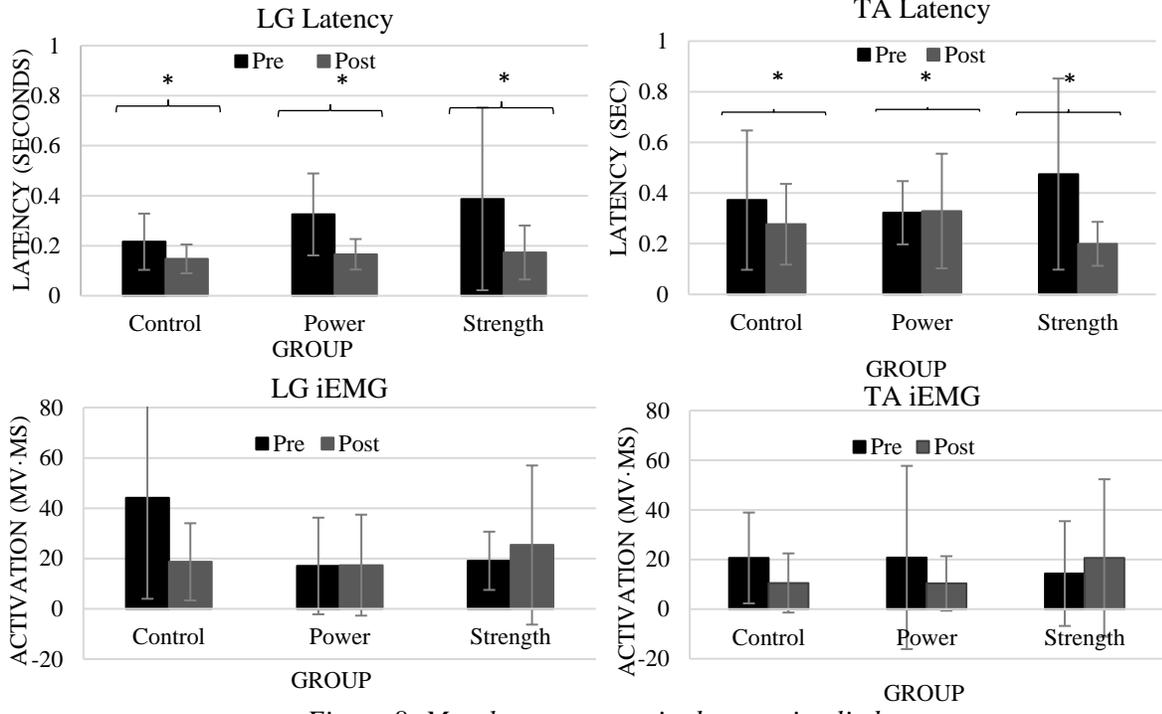 LG Latency
Pre Post
* * *
LATENCY (SECONDS)
1
0.8
0.6
0.4
0.2
0
Control Power Strength
GROUP
TA Latency
Pre Post
* * *
LATENCY (SEC)
1
0.8
0.6
0.4
0.2
0
Control Power Strength
GROUP
LG iEMG
Pre Post
ACTIVATION (MV·MS)
80
60
40
20
0
-20
Control Power Strength
GROUP
TA iEMG
Pre Post
ACTIVATION (MV·MS)
80
60
40
20
0
-20
Control Power Strength
GROUP